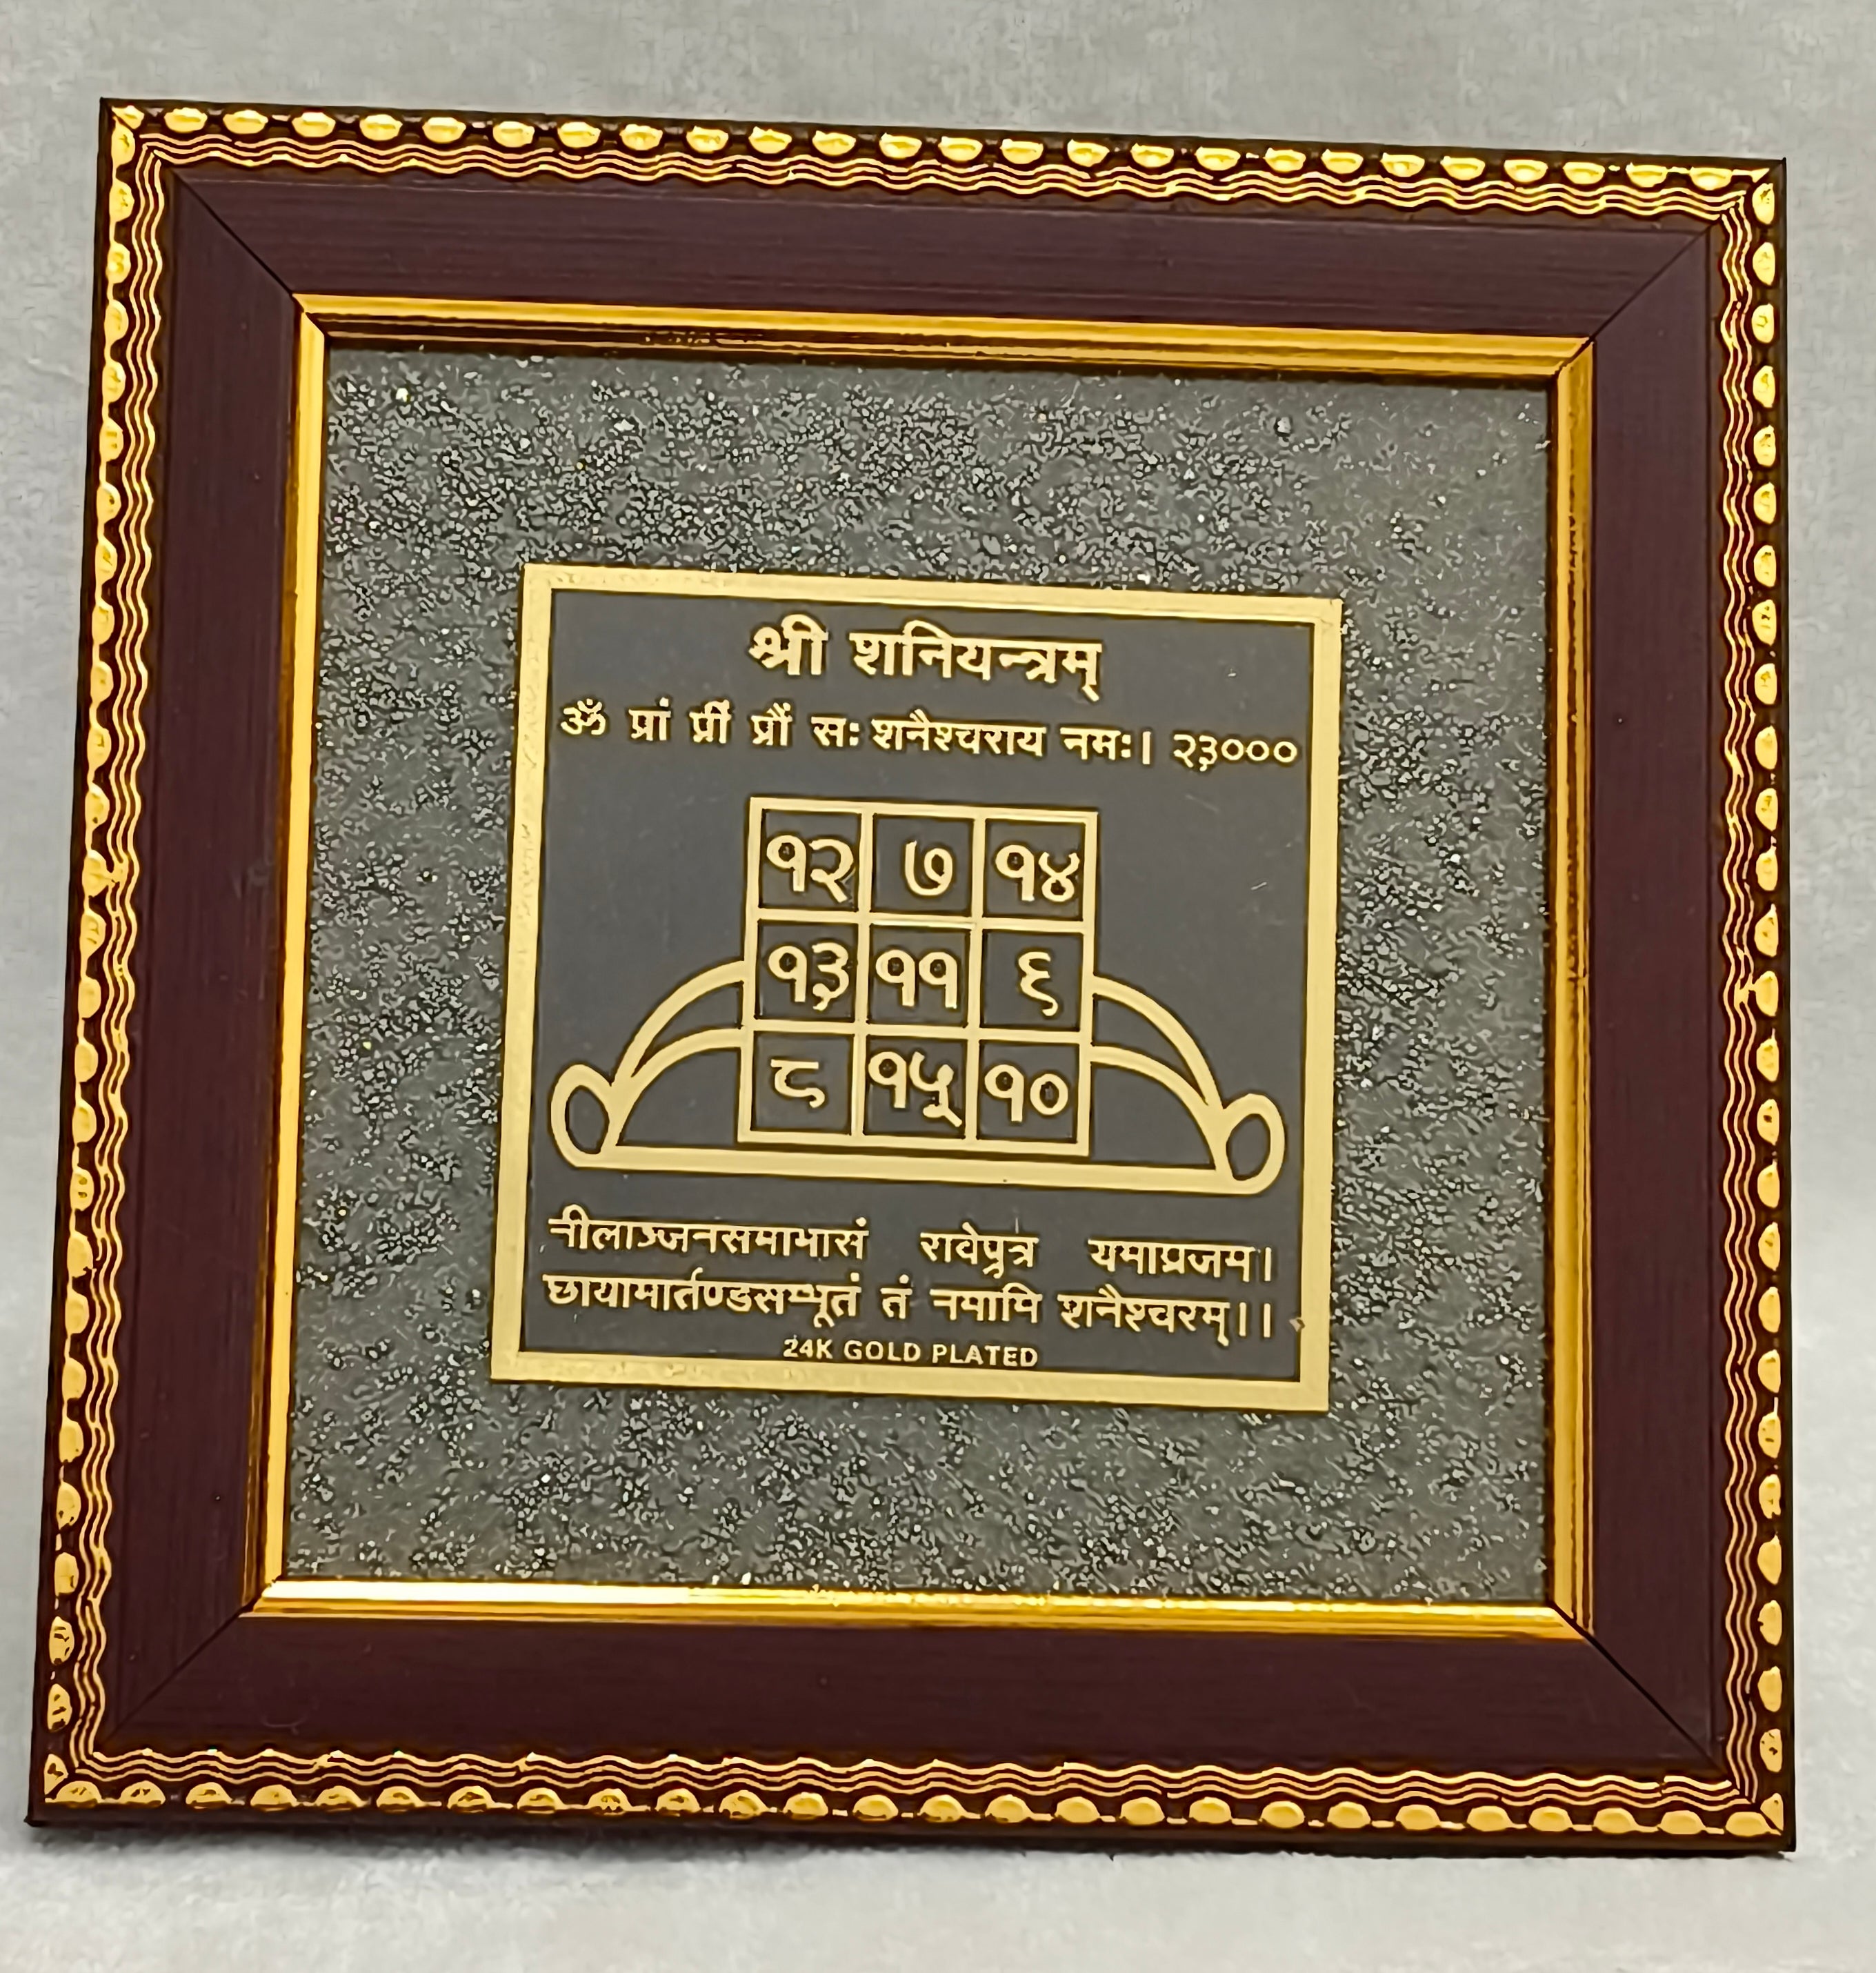 श्री शनियन्त्रम्
ॐ प्रां प्रीं प्रौं सः शनैश्चराय नमः। २३०००
१२ ७ १४
१३ ११ ६
८ १५ १०
नीलाञ्जनसमाभासं रावेपुत्र यमाग्रजम।
छायामार्तण्डसम्भूतं तं नमामि शनैश्चरम्।।
24K GOLD PLATED